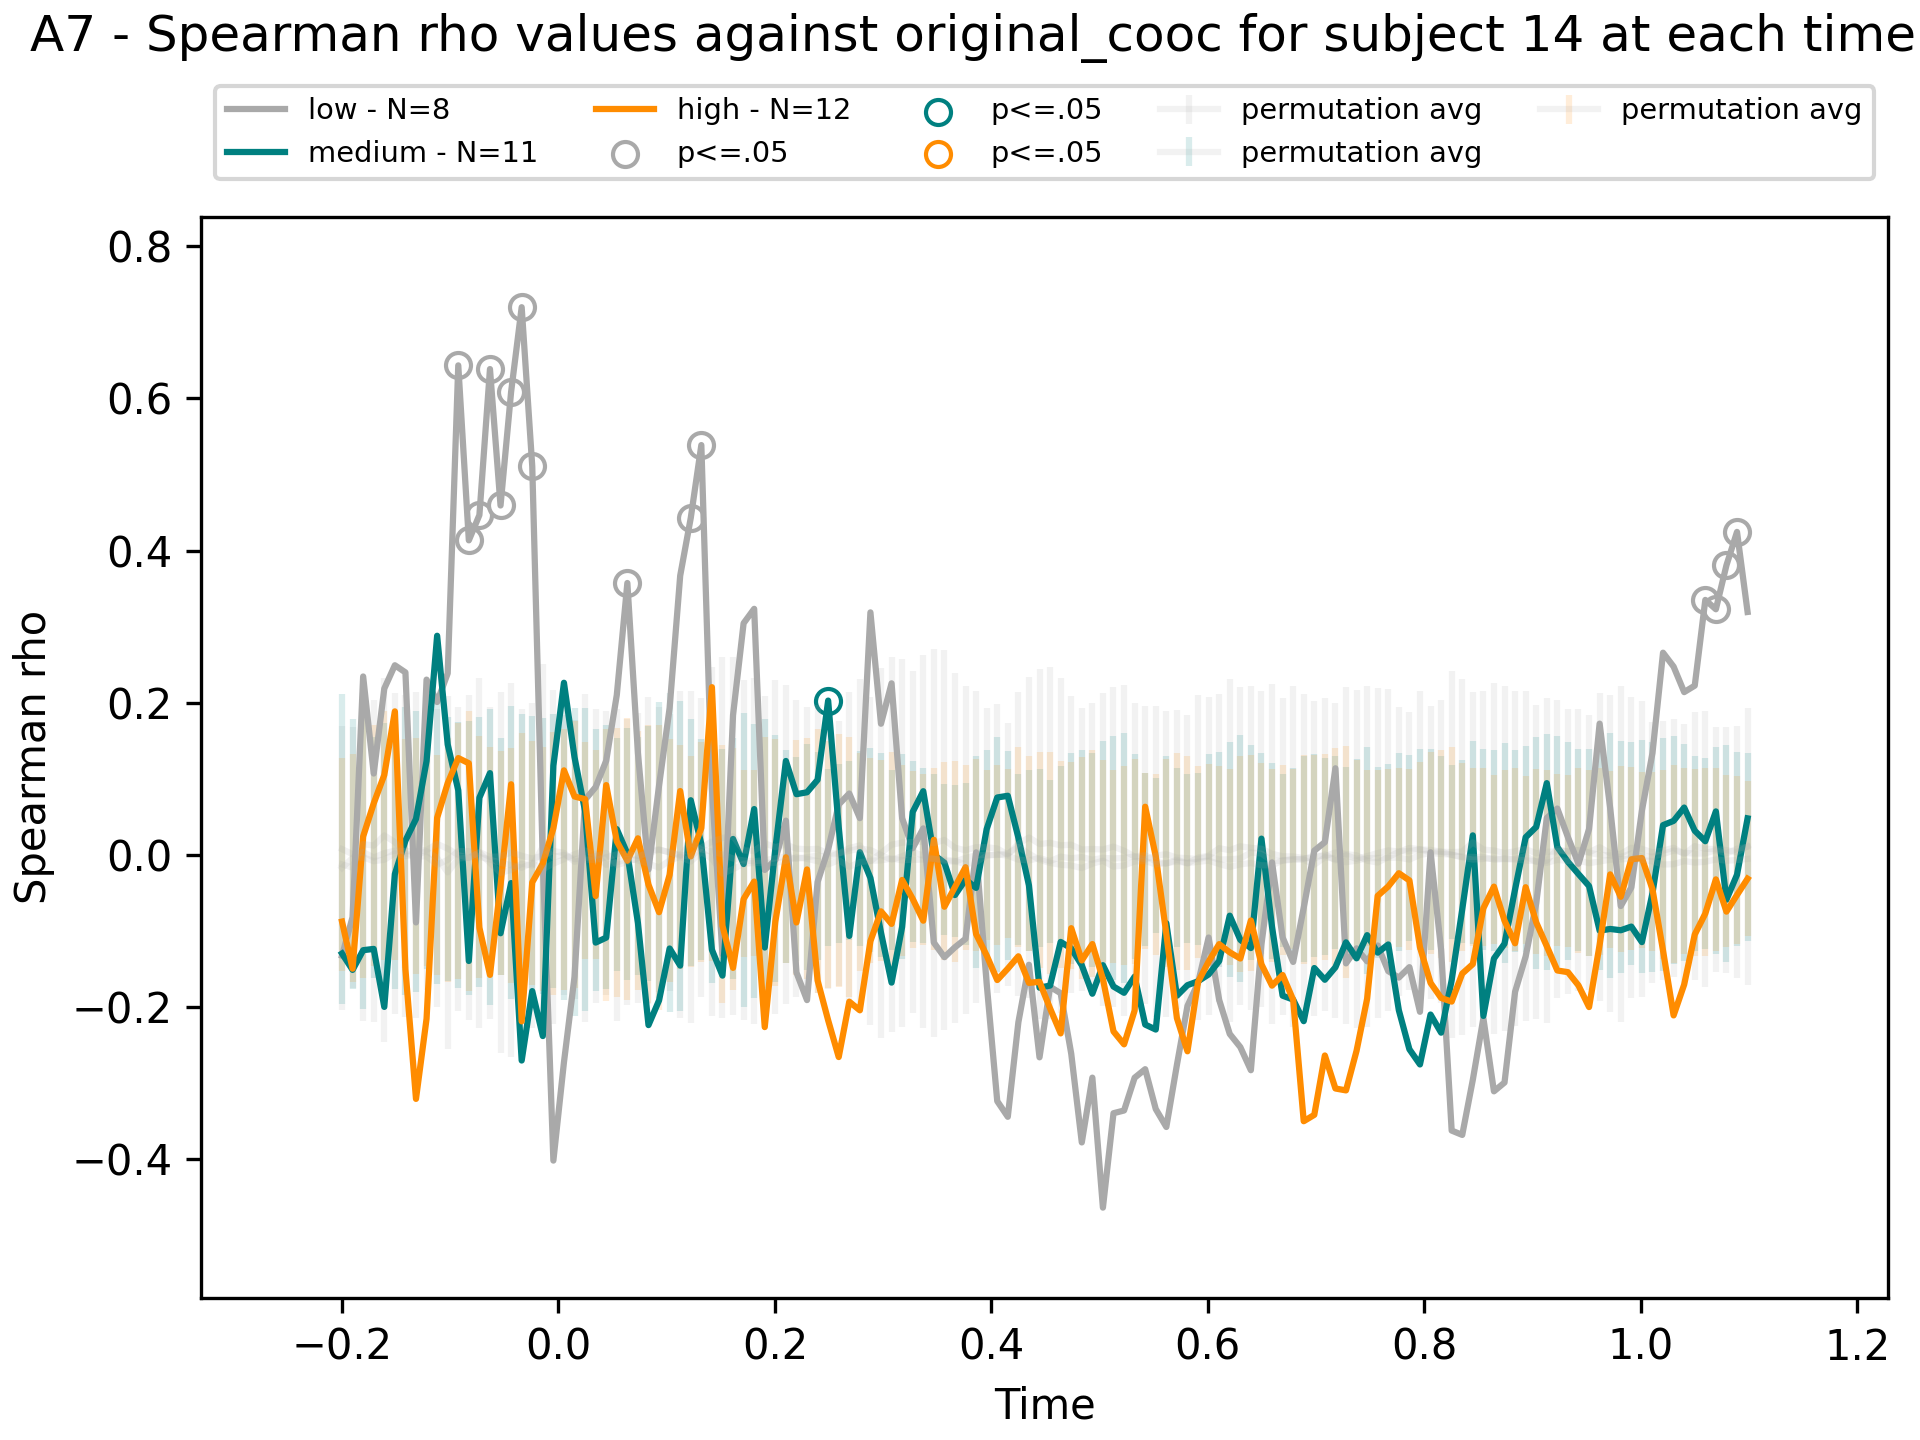 A7 - Spearman rho values against original_cooc for subject 14 at each time
low - N=8 high - N=12 p<=.05 permutation avg permutation avg
medium - N=11 p<=.05 p<=.05 permutation avg
0.8
0.6
0.4
0.2
0.0
−0.2
−0.4
Spearman rho
−0.2 0.0 0.2 0.4 0.6 0.8 1.0 1.2
Time